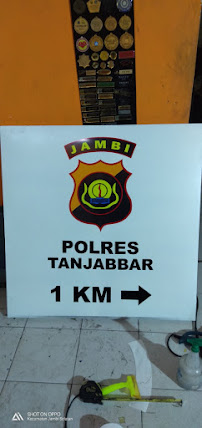 JAMBI
POLRES
TANJABBAR
1 KM →
SHOT ON OPPO